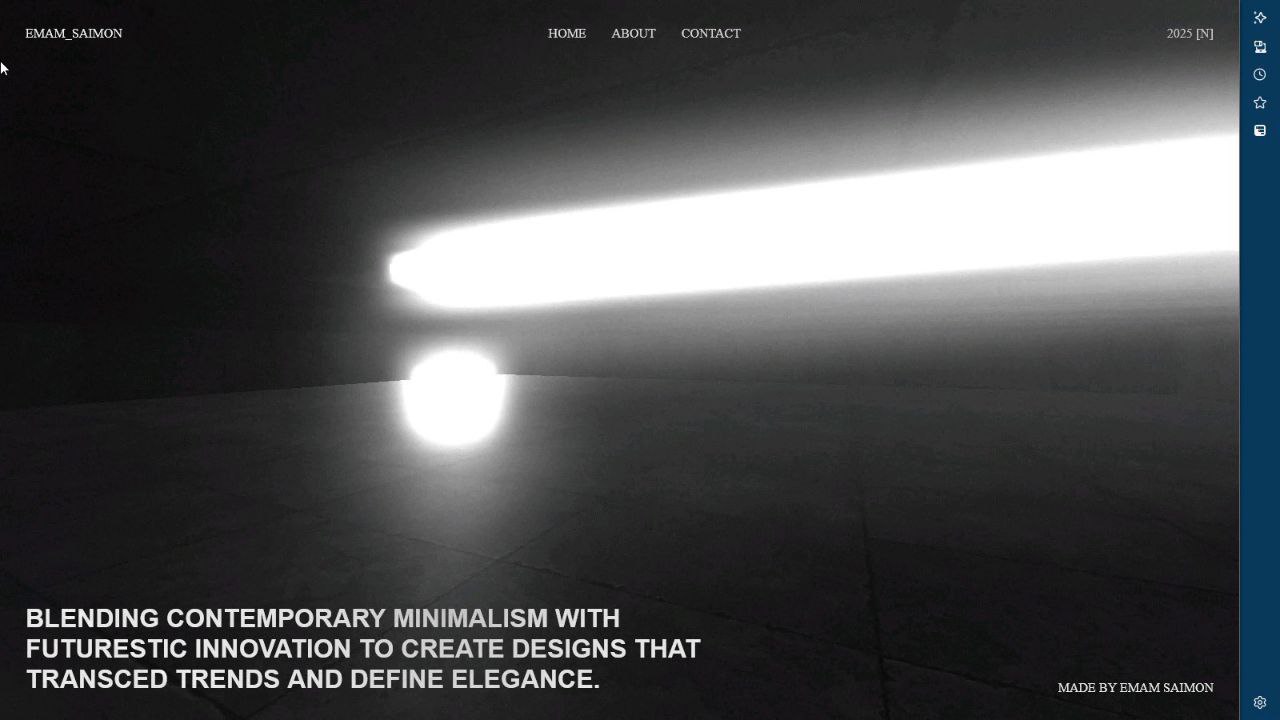 EMAM_SAIMON
HOME ABOUT CONTACT
2025 [N]
BLENDING CONTEMPORARY MINIMALISM WITH
FUTURESTIC INNOVATION TO CREATE DESIGNS THAT
TRANSCED TRENDS AND DEFINE ELEGANCE.
MADE BY EMAM SAIMON